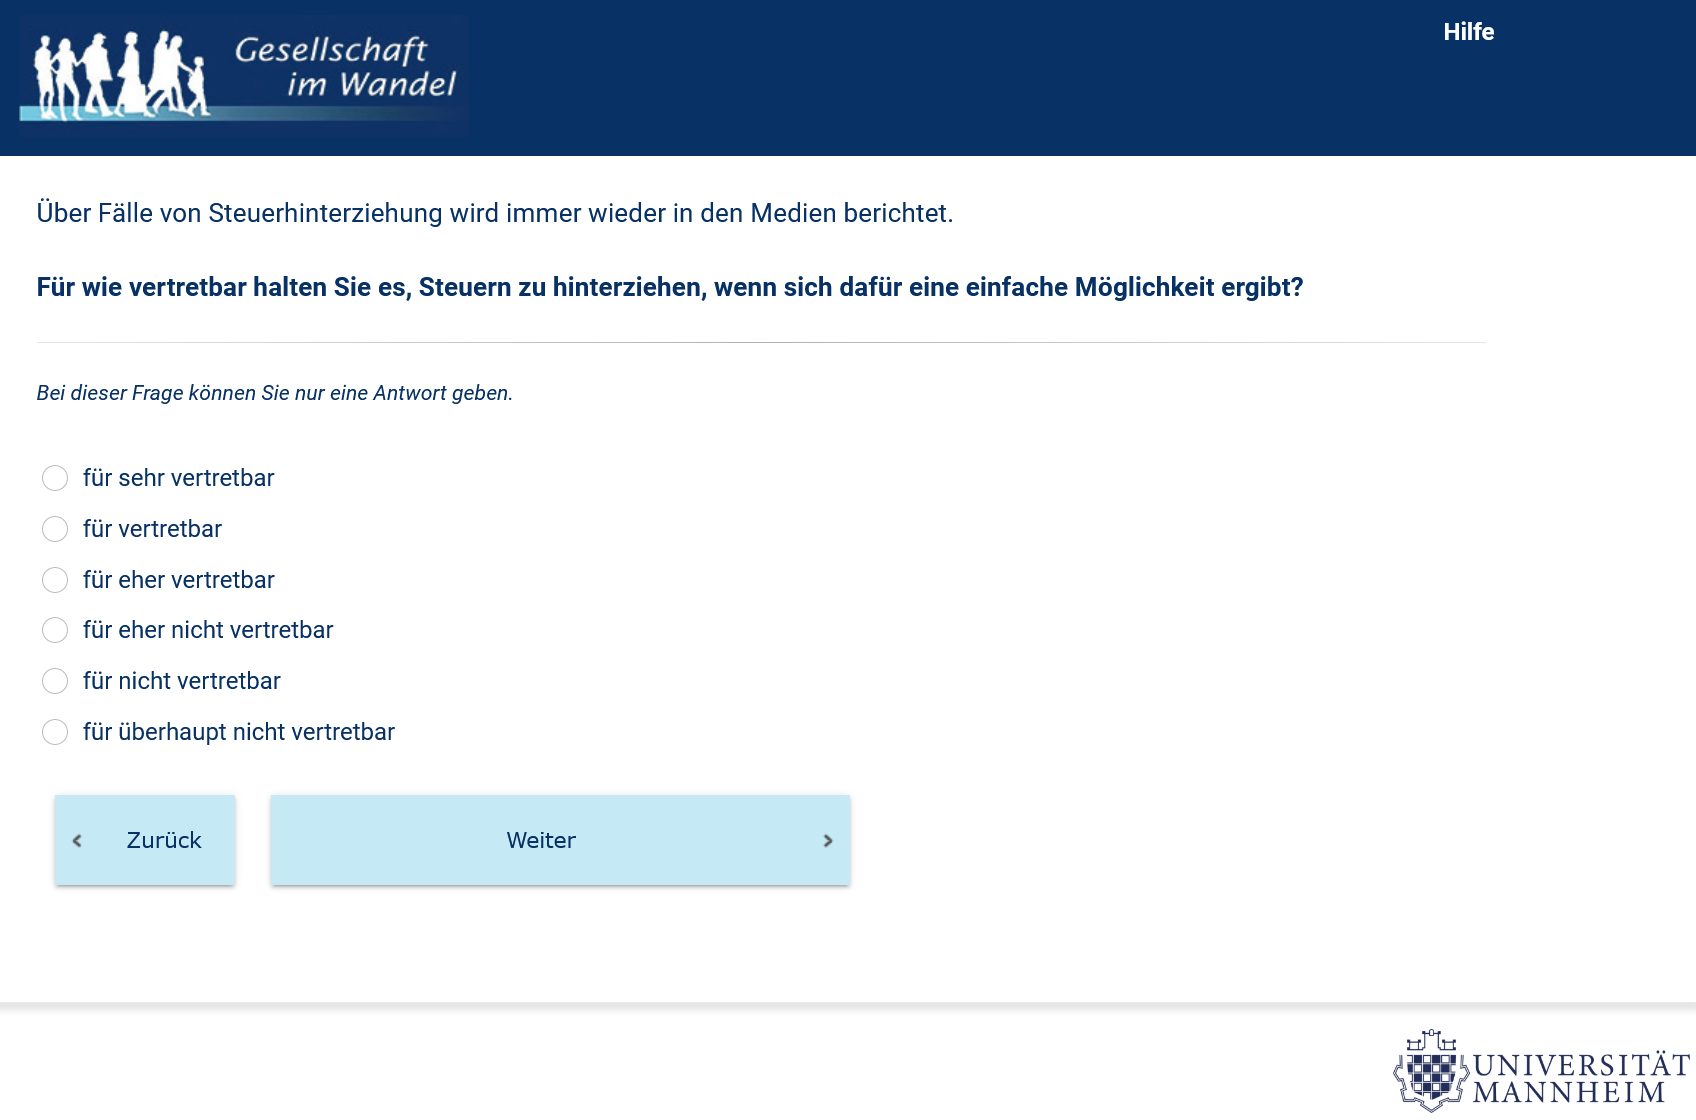 Gesellschaft
im Wandel
Hilfe
Über Fälle von Steuerhinterziehung wird immer wieder in den Medien berichtet.
Für wie vertretbar halten Sie es, Steuern zu hinterziehen, wenn sich dafür eine einfache Möglichkeit ergibt?
Bei dieser Frage können Sie nur eine Antwort geben.
für sehr vertretbar
für vertretbar
für eher vertretbar
für eher nicht vertretbar
für nicht vertretbar
für überhaupt nicht vertretbar
Zurück
Weiter
UNIVERSITÄT
MANNHEIM